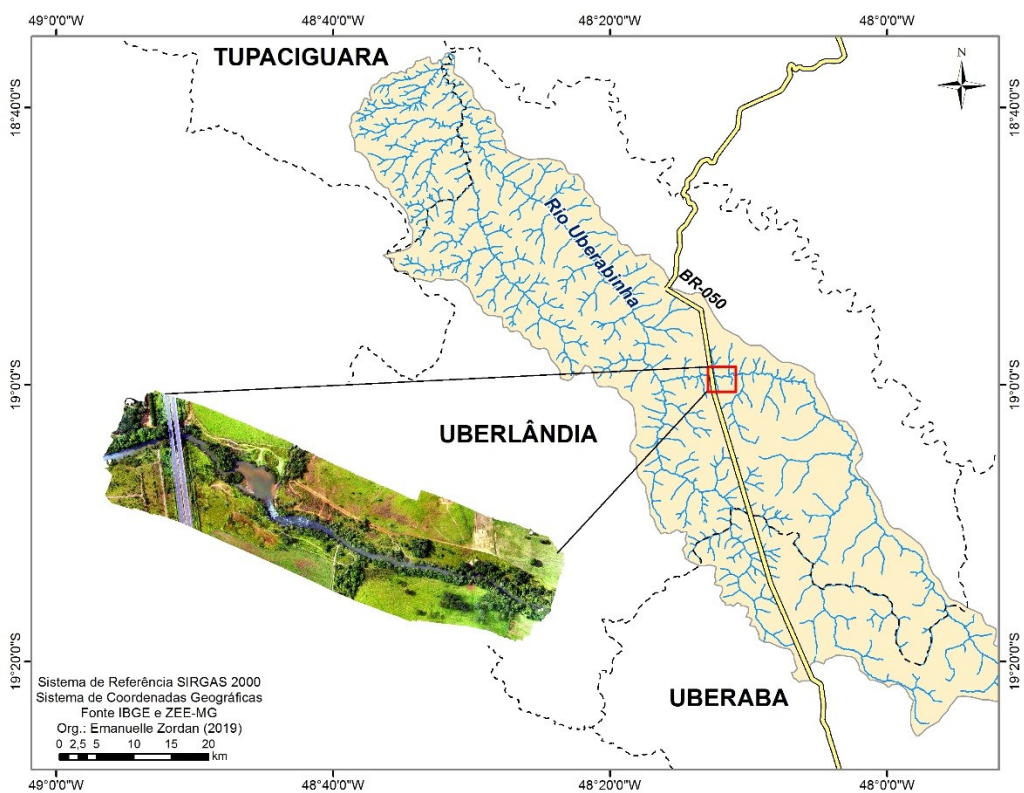 49°0'0"W 48°40'0"W 48°20'0"W 48°0'0"W
TUPACIGUARA
N
18°40'0"S 18°40'0"S
Rio Uberabinha
BR-050
19°0'0"S 19°0'0"S
UBERLÂNDIA
19°20'0"S 19°20'0"S
UBERABA
Sistema de Referência SIRGAS 2000
Sistema de Coordenadas Geográficas
Fonte IBGE e ZEE-MG
Org.: Emanuelle Zordan (2019)
0 2,5 5 10 15 20
km
49°0'0"W 48°40'0"W 48°20'0"W 48°0'0"W